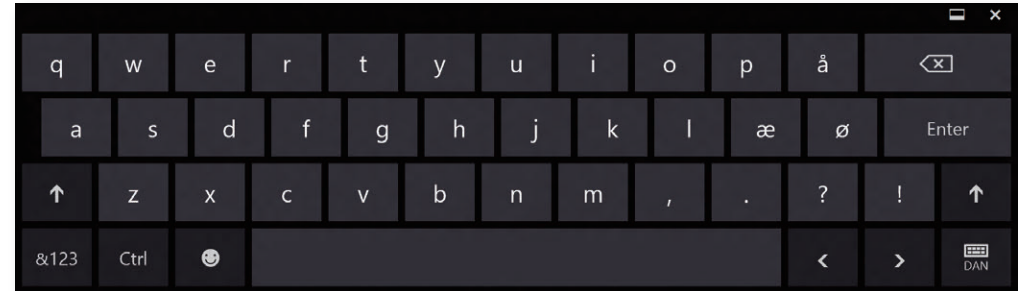 q w e r t y u i o p å
a s d f g h j k l æ ø Enter
z x c v b n m , . ? !
&123 Ctrl < > DAN